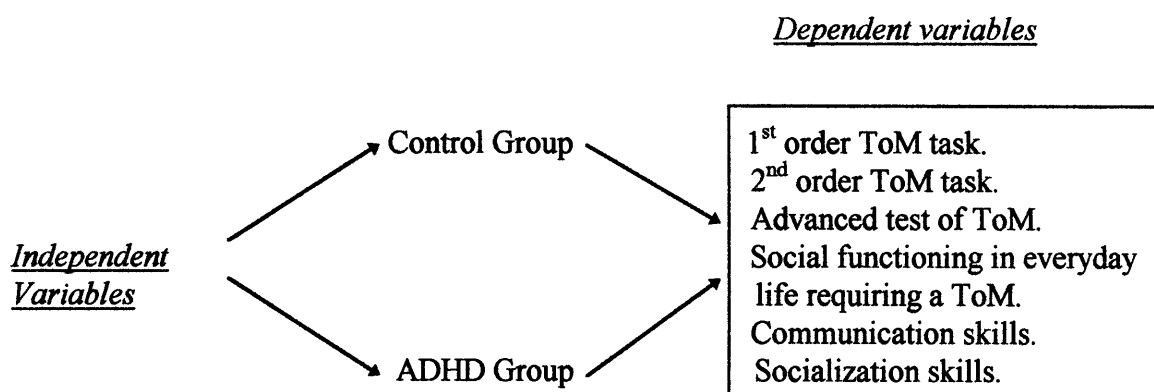 Dependent variables
Control Group
1st order ToM task.
2nd order ToM task.
Advanced test of ToM.
Social functioning in everyday
life requiring a ToM.
Communication skills.
Socialization skills.
Independent
Variables
ADHD Group